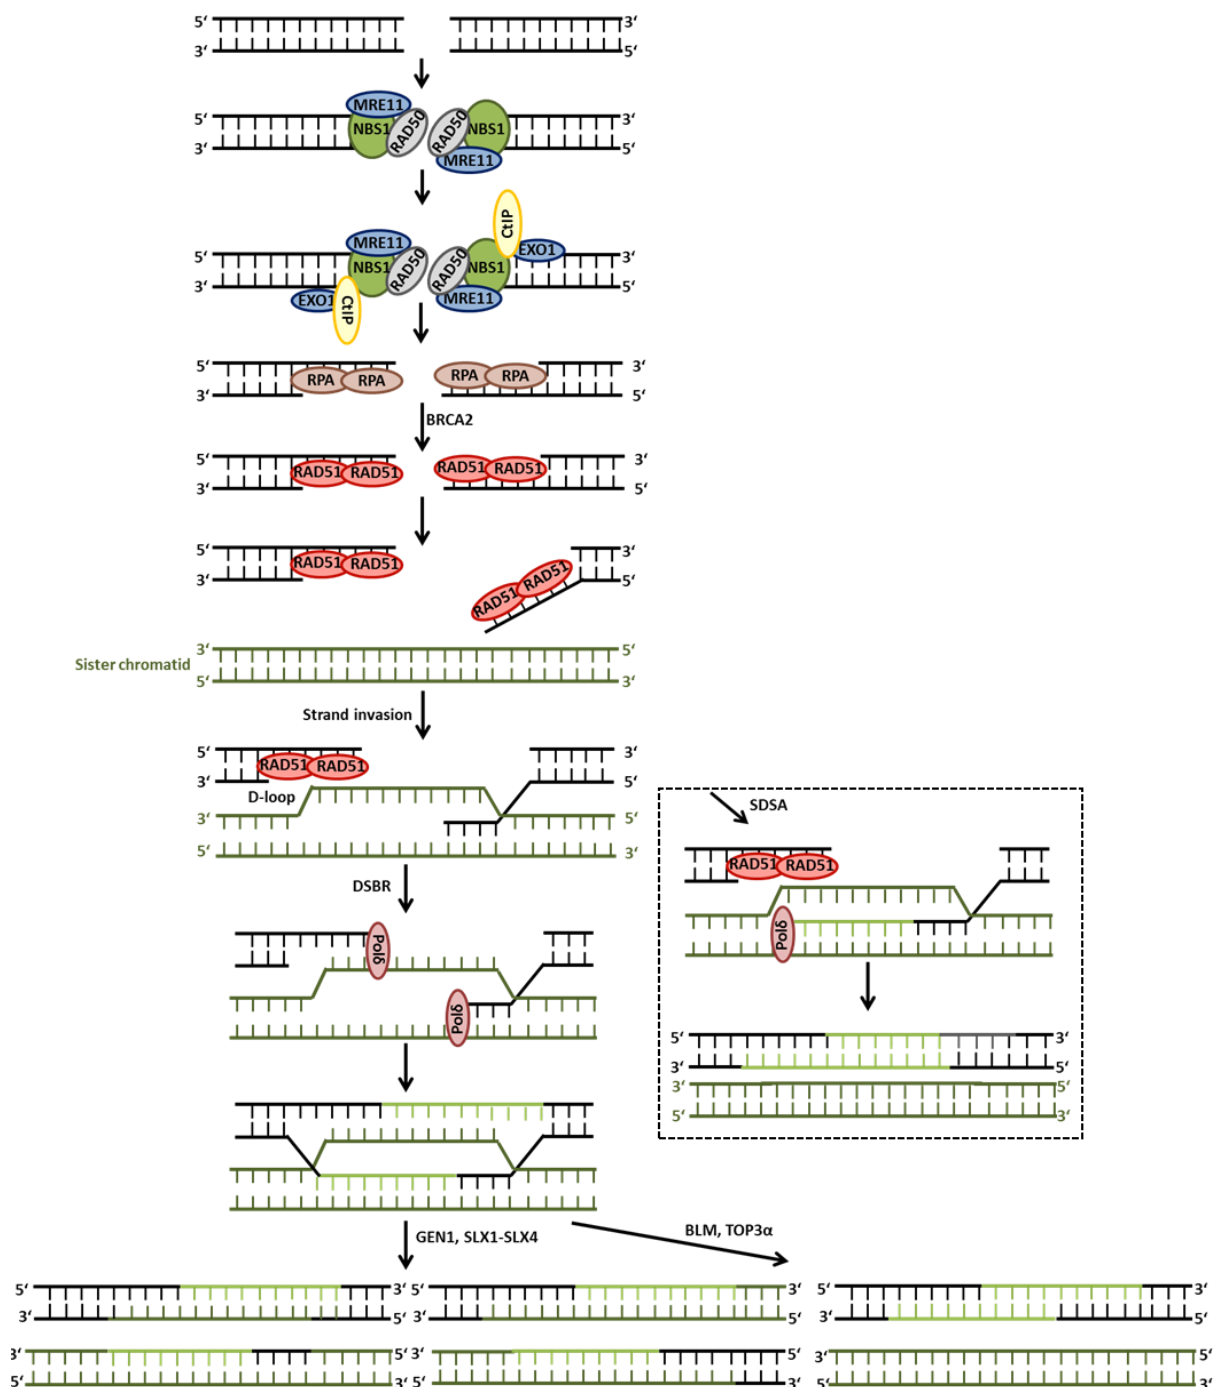 5‘ 3‘
3‘ 5‘
MRE11
5‘ NBS1 RAD50 RAD50 NBS1 3‘
3‘ 5‘
MRE11
CtIP
MRE11 EXO1
5‘ NBS1 RAD50 RAD50 NBS1 3‘
3‘ 5‘
EXO1 CtIP MRE11
5‘ 3‘
RPA RPA RPA RPA
3‘ 5‘
BRCA2
5‘ 3‘
RAD51 RAD51 RAD51 RAD51
3‘ 5‘
5‘ 3‘
RAD51 RAD51 RAD51 RAD51
3‘ 5‘
3‘ 5‘
Sister chromatid
5‘ 3‘
Strand invasion
5‘ 3‘
RAD51 RAD51
3‘ 5‘
D-loop
3‘ 5‘
5‘ 3‘
SDSA
RAD51 RAD51
Polδ
5‘ 3‘
3‘ 5‘
3‘ 5‘
5‘ 3‘
DSBR
Polδ
Polδ
GEN1, SLX1-SLX4
BLM, TOP3α
5‘ 3‘ 5‘ 3‘ 5‘ 3‘
3‘ 5‘ 3‘ 5‘ 3‘ 5‘
3‘ 5‘ 3‘ 5‘ 3‘ 5‘
5‘ 3‘ 5‘ 3‘ 5‘ 3‘